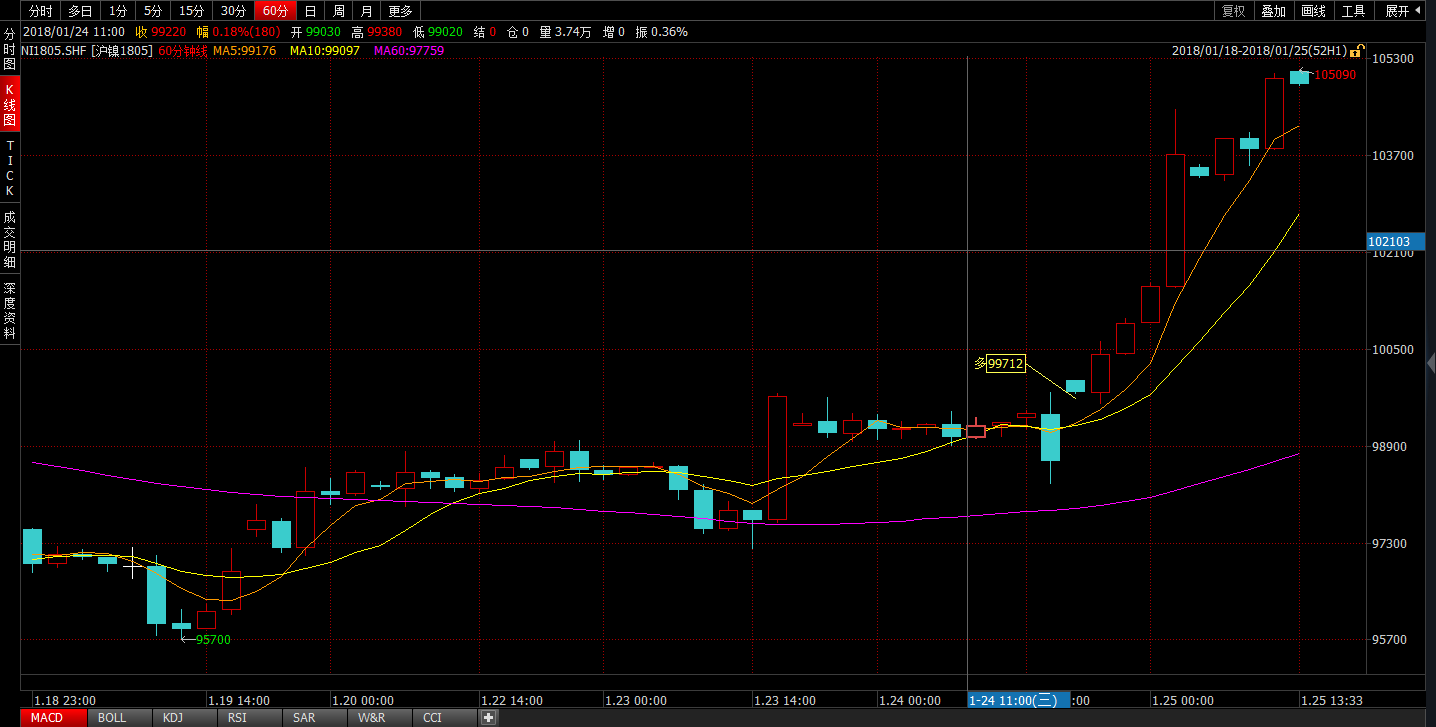 分时 多日 1分 5分 15分 30分 60分 日 周 月 更多 复权 叠加 画线 工具 展开
2018/01/24 11:00 收 99220 幅 0.18%(180) 开 99030 高 99380 低 99020 结 0 仓 0 量 3.74万 增 0 振 0.36%
NI1805.SHF [沪镍1805] 60分钟线 MA5:99176 MA10:99097 MA60:97759 2018/01/18-2018/01/25(52H1)
分时图
K线图
TICK
成交明细
深度资料
105300
105090
103700
102103
102100
100500
多99712
98900
97300
95700
95700
1.18 23:00 1.19 14:00 1.20 00:00 1.22 14:00 1.23 00:00 1.23 14:00 1.24 00:00 1-24 11:00(三) :00 1.25 00:00 1.25 13:33
MACD BOLL KDJ RSI SAR W&R CCI